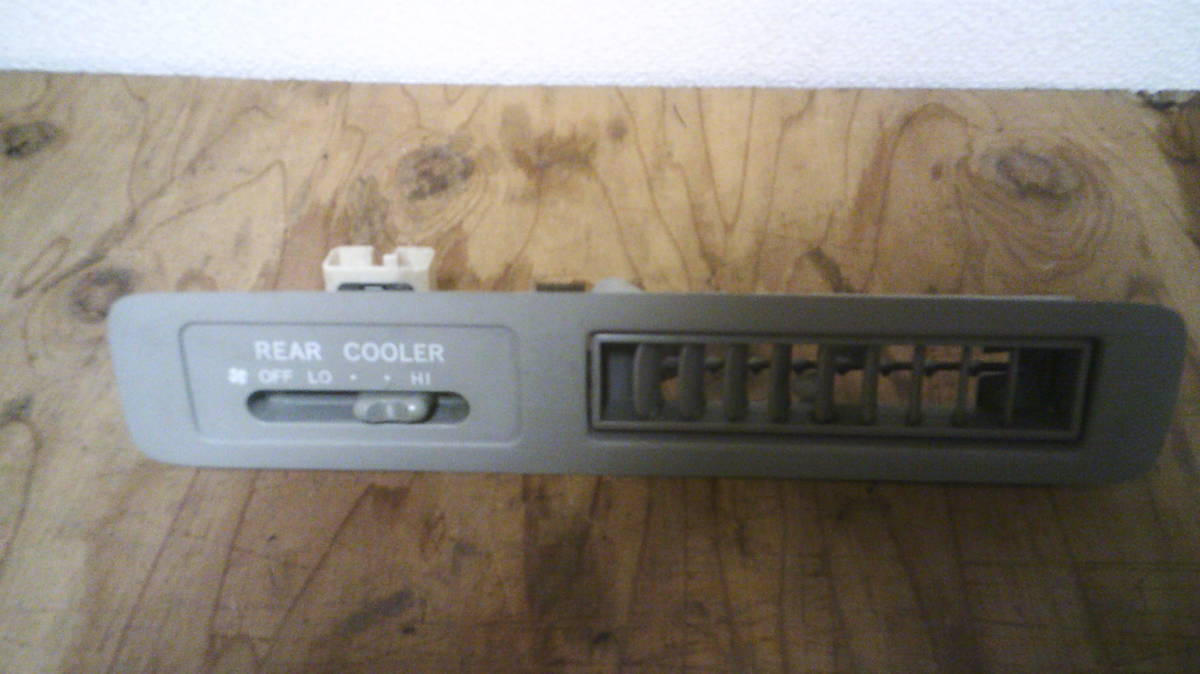 REAR COOLER
OFF LO • • HI